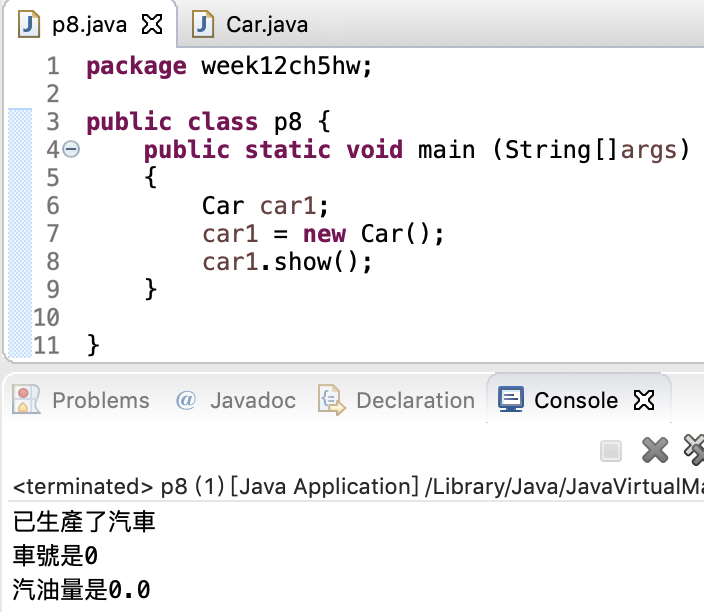 p8.java Car.java
1 package week12ch5hw;
2
3 public class p8 {
4 public static void main (String[]args)
5 {
6 Car car1;
7 car1 = new Car();
8 car1.show();
9 }
10
11 }
Problems @ Javadoc Declaration Console
<terminated> p8 (1) [Java Application] /Library/Java/JavaVirtualMa
已生產了汽車
車號是0
汽油量是0.0